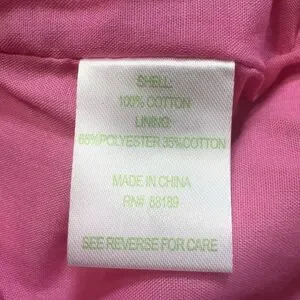 SHELL:
100% COTTON
LINING:
65%POLYESTER 35%COTTON
MADE IN CHINA
RN# 88189
SEE REVERSE FOR CARE